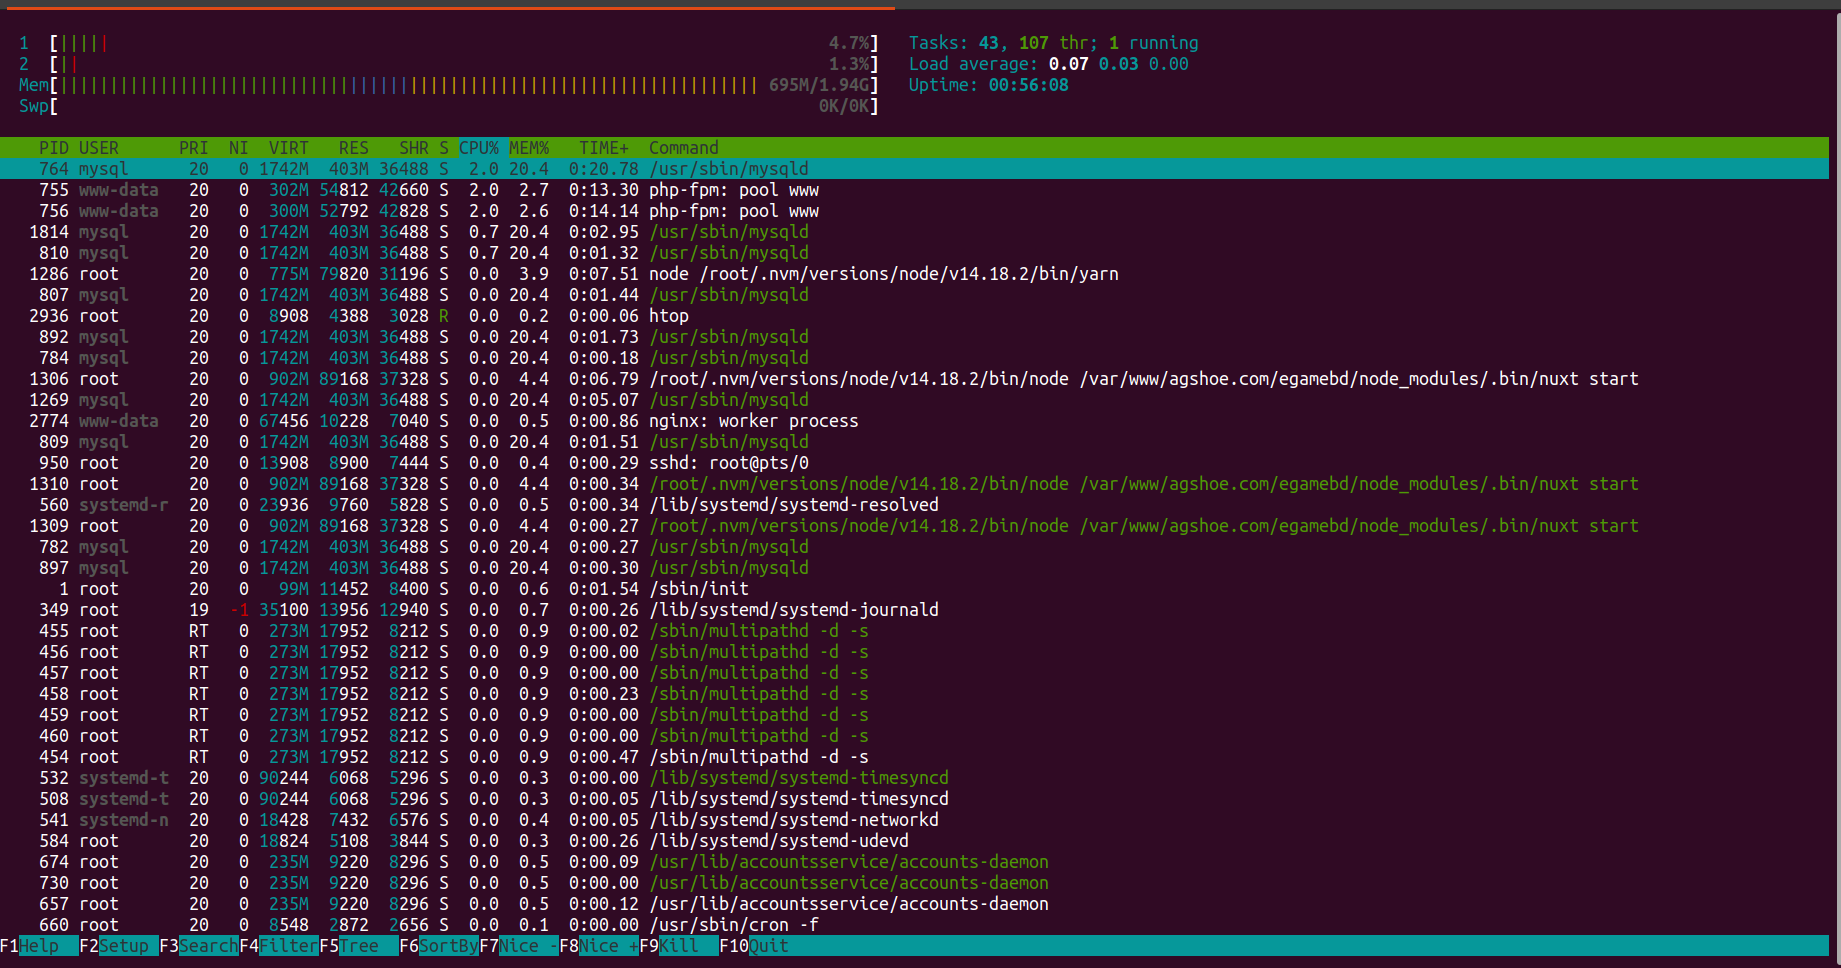 1 [||||| 4.7%] Tasks: 43, 107 thr; 1 running
2 [|| 1.3%] Load average: 0.07 0.03 0.00
Mem[||||||||||||||||||||||||||||||||||||||||||||||||||||||||||||||||||||| 695M/1.94G] Uptime: 00:56:08
Swp[ 0K/0K]
PID USER PRI NI VIRT RES SHR S CPU% MEM% TIME+ Command
764 mysql 20 0 1742M 403M 36488 S 2.0 20.4 0:20.78 /usr/sbin/mysqld
755 www-data 20 0 302M 54812 42660 S 2.0 2.7 0:13.30 php-fpm: pool www
756 www-data 20 0 300M 52792 42828 S 2.0 2.6 0:14.14 php-fpm: pool www
1814 mysql 20 0 1742M 403M 36488 S 0.7 20.4 0:02.95 /usr/sbin/mysqld
810 mysql 20 0 1742M 403M 36488 S 0.7 20.4 0:01.32 /usr/sbin/mysqld
1286 root 20 0 775M 79820 31196 S 0.0 3.9 0:07.51 node /root/.nvm/versions/node/v14.18.2/bin/yarn
807 mysql 20 0 1742M 403M 36488 S 0.0 20.4 0:01.44 /usr/sbin/mysqld
2936 root 20 0 8908 4388 3028 R 0.0 0.2 0:00.06 htop
892 mysql 20 0 1742M 403M 36488 S 0.0 20.4 0:01.73 /usr/sbin/mysqld
784 mysql 20 0 1742M 403M 36488 S 0.0 20.4 0:00.18 /usr/sbin/mysqld
1306 root 20 0 902M 89168 37328 S 0.0 4.4 0:06.79 /root/.nvm/versions/node/v14.18.2/bin/node /var/www/agshoe.com/egamebd/node_modules/.bin/nuxt start
1269 mysql 20 0 1742M 403M 36488 S 0.0 20.4 0:05.07 /usr/sbin/mysqld
2774 www-data 20 0 67456 10228 7040 S 0.0 0.5 0:00.86 nginx: worker process
809 mysql 20 0 1742M 403M 36488 S 0.0 20.4 0:01.51 /usr/sbin/mysqld
950 root 20 0 13908 8900 7444 S 0.0 0.4 0:00.29 sshd: root@pts/0
1310 root 20 0 902M 89168 37328 S 0.0 4.4 0:00.34 /root/.nvm/versions/node/v14.18.2/bin/node /var/www/agshoe.com/egamebd/node_modules/.bin/nuxt start
560 systemd-r 20 0 23936 9760 5828 S 0.0 0.5 0:00.34 /lib/systemd/systemd-resolved
1309 root 20 0 902M 89168 37328 S 0.0 4.4 0:00.27 /root/.nvm/versions/node/v14.18.2/bin/node /var/www/agshoe.com/egamebd/node_modules/.bin/nuxt start
782 mysql 20 0 1742M 403M 36488 S 0.0 20.4 0:00.27 /usr/sbin/mysqld
897 mysql 20 0 1742M 403M 36488 S 0.0 20.4 0:00.30 /usr/sbin/mysqld
1 root 20 0 99M 11452 8400 S 0.0 0.6 0:01.54 /sbin/init
349 root 19 -1 35100 13956 12940 S 0.0 0.7 0:00.26 /lib/systemd/systemd-journald
455 root RT 0 273M 17952 8212 S 0.0 0.9 0:00.02 /sbin/multipathd -d -s
456 root RT 0 273M 17952 8212 S 0.0 0.9 0:00.00 /sbin/multipathd -d -s
457 root RT 0 273M 17952 8212 S 0.0 0.9 0:00.00 /sbin/multipathd -d -s
458 root RT 0 273M 17952 8212 S 0.0 0.9 0:00.23 /sbin/multipathd -d -s
459 root RT 0 273M 17952 8212 S 0.0 0.9 0:00.00 /sbin/multipathd -d -s
460 root RT 0 273M 17952 8212 S 0.0 0.9 0:00.00 /sbin/multipathd -d -s
454 root RT 0 273M 17952 8212 S 0.0 0.9 0:00.47 /sbin/multipathd -d -s
532 systemd-t 20 0 90244 6068 5296 S 0.0 0.3 0:00.00 /lib/systemd/systemd-timesyncd
508 systemd-t 20 0 90244 6068 5296 S 0.0 0.3 0:00.05 /lib/systemd/systemd-timesyncd
541 systemd-n 20 0 18428 7432 6576 S 0.0 0.4 0:00.05 /lib/systemd/systemd-networkd
584 root 20 0 18824 5108 3844 S 0.0 0.3 0:00.26 /lib/systemd/systemd-udevd
674 root 20 0 235M 9220 8296 S 0.0 0.5 0:00.09 /usr/lib/accountsservice/accounts-daemon
730 root 20 0 235M 9220 8296 S 0.0 0.5 0:00.00 /usr/lib/accountsservice/accounts-daemon
657 root 20 0 235M 9220 8296 S 0.0 0.5 0:00.12 /usr/lib/accountsservice/accounts-daemon
660 root 20 0 8548 2872 2656 S 0.0 0.1 0:00.00 /usr/sbin/cron -f
F1Help F2Setup F3SearchF4FilterF5Tree F6SortByF7Nice -F8Nice +F9Kill F10Quit